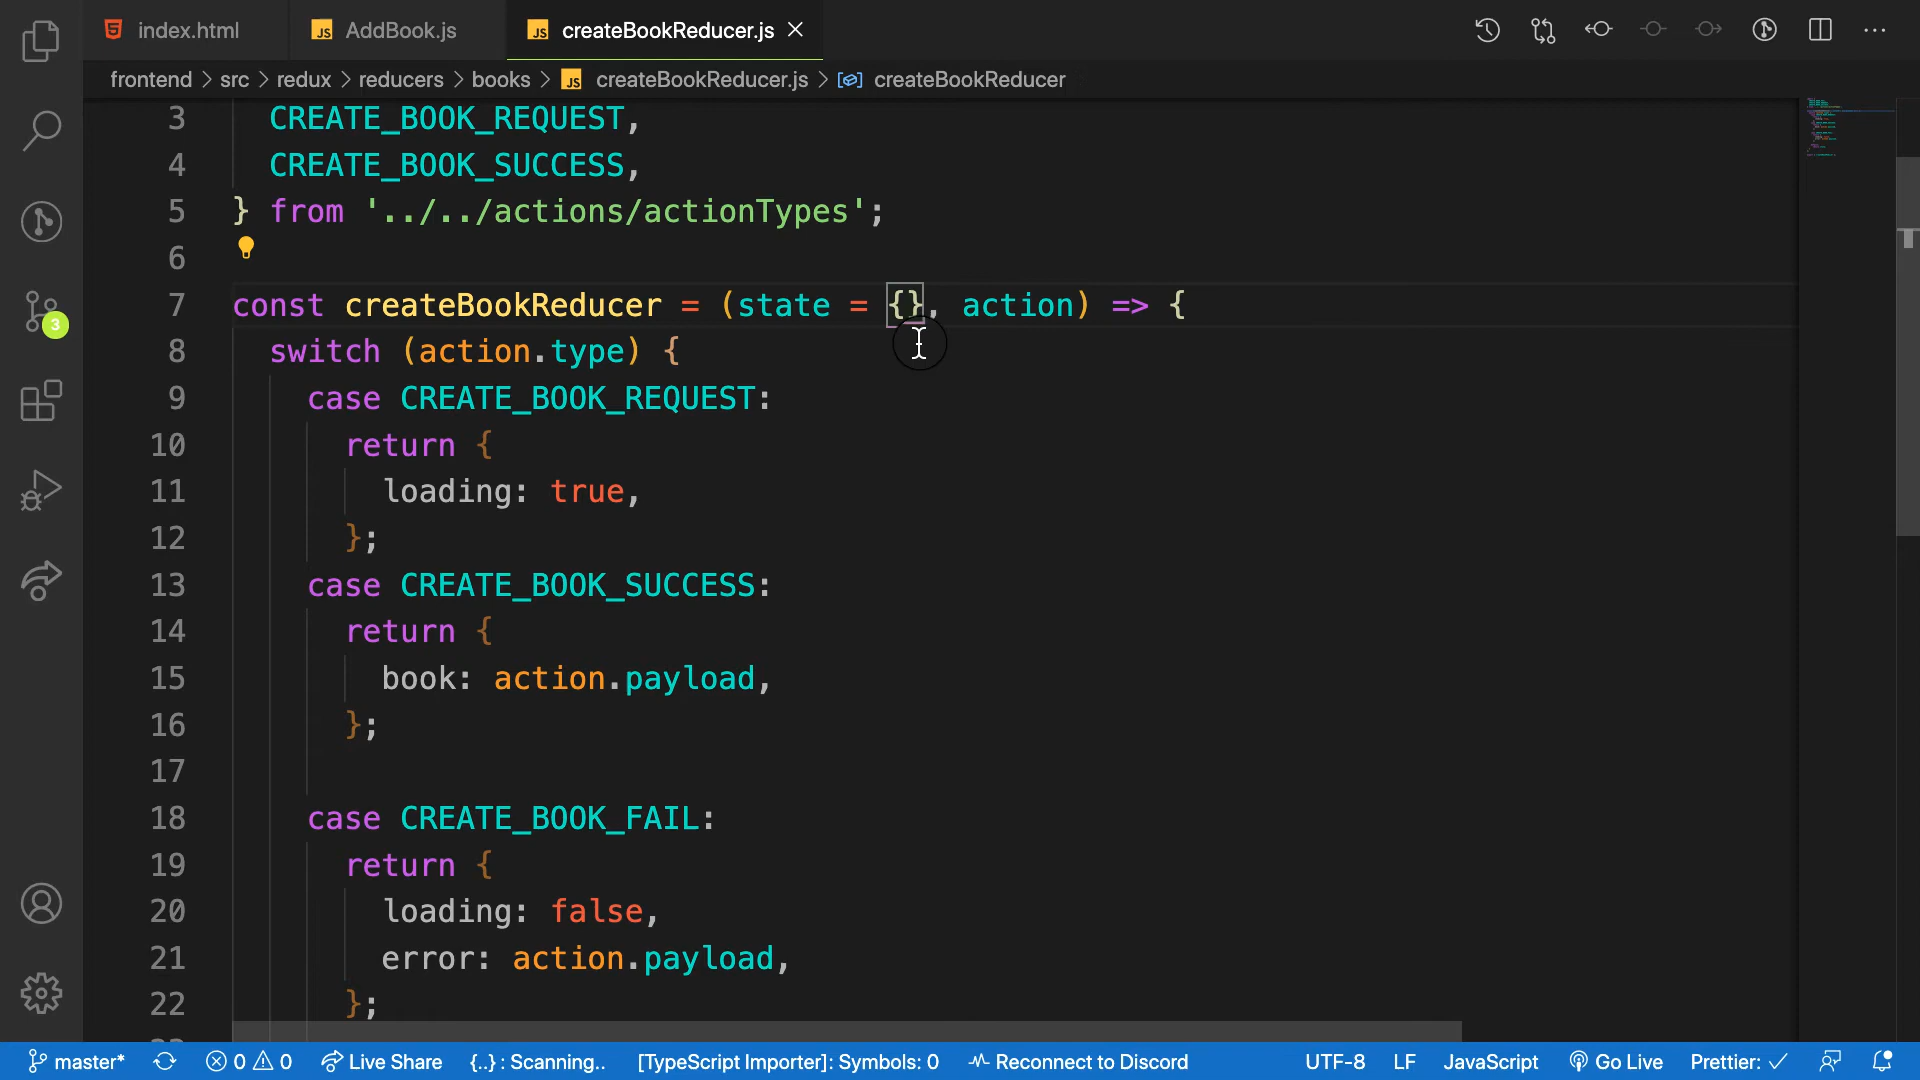 index.html AddBook.js createBookReducer.js
frontend > src > redux > reducers > books > createBookReducer.js > createBookReducer
3 CREATE_BOOK_REQUEST,
4 CREATE_BOOK_SUCCESS,
5 } from '../../actions/actionTypes';
6
7 const createBookReducer = (state = {}, action) => {
8 switch (action.type) {
9 case CREATE_BOOK_REQUEST:
10 return {
11 loading: true,
12 };
13 case CREATE_BOOK_SUCCESS:
14 return {
15 book: action.payload,
16 };
17
18 case CREATE_BOOK_FAIL:
19 return {
20 loading: false,
21 error: action.payload,
22 };
3
master* 0 0 Live Share {..} : Scanning.. [TypeScript Importer]: Symbols: 0 Reconnect to Discord UTF-8 LF JavaScript Go Live Prettier: ✓